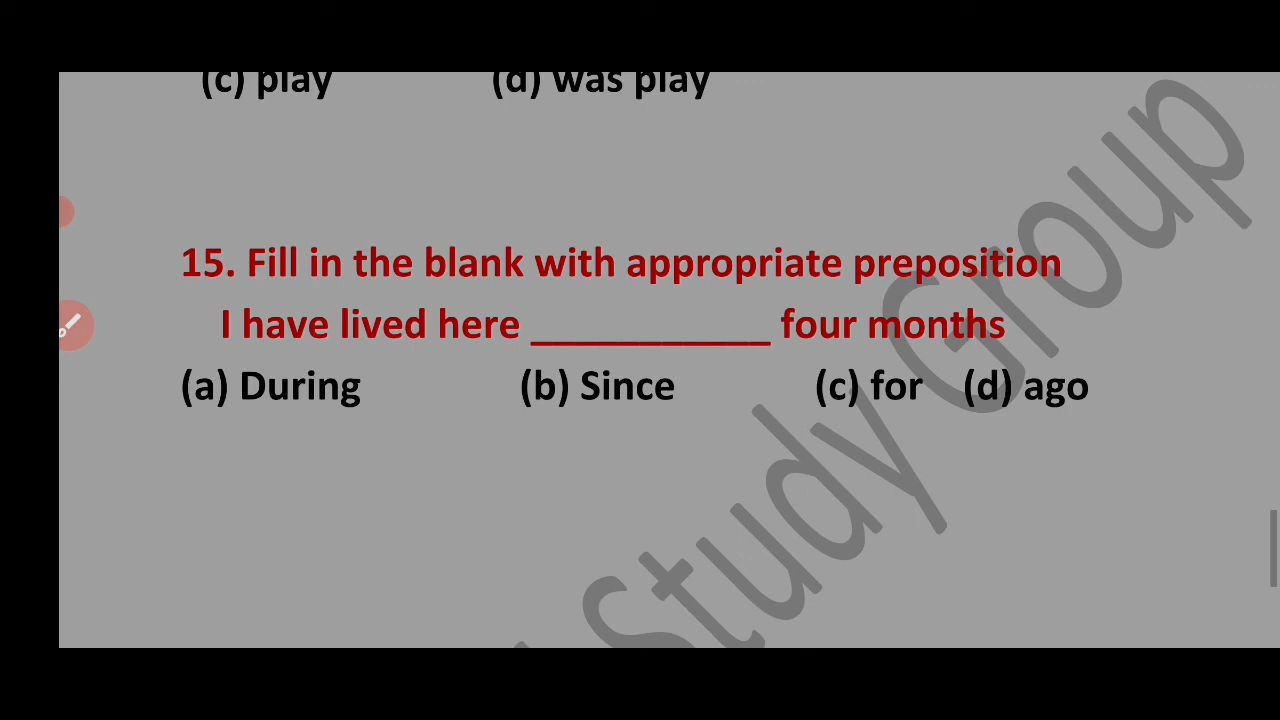 (c) play (d) was play
15. Fill in the blank with appropriate preposition
I have lived here ___________ four months
(a) During (b) Since (c) for (d) ago
Study Group